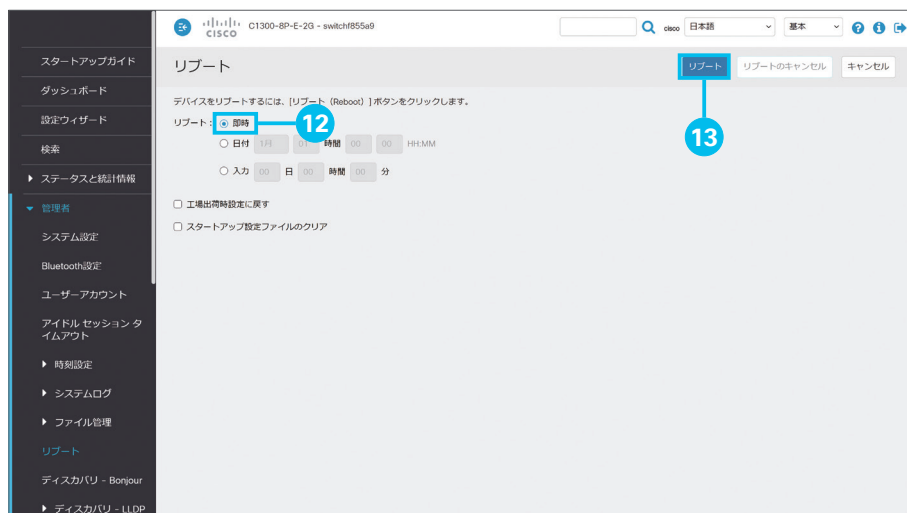 CISCO C1300-8P-E-2G - switchf855a9
cisco 日本語 基本
スタートアップガイド
ダッシュボード
設定ウィザード
検索
ステータスと統計情報
管理者
システム設定
Bluetooth設定
ユーザーアカウント
アイドル セッション タ
イムアウト
時刻設定
システムログ
ファイル管理
リブート
ディスカバリ - Bonjour
ディスカバリ - LLDP
リブート
リブート リブートのキャンセル キャンセル
13
デバイスをリブートするには、[リブート (Reboot) ] ボタンをクリックします。
リブート : 即時 12
日付 1月 01 時間 00 00 HH:MM
入力 00 日 00 時間 00 分
工場出荷時設定に戻す
スタートアップ設定ファイルのクリア